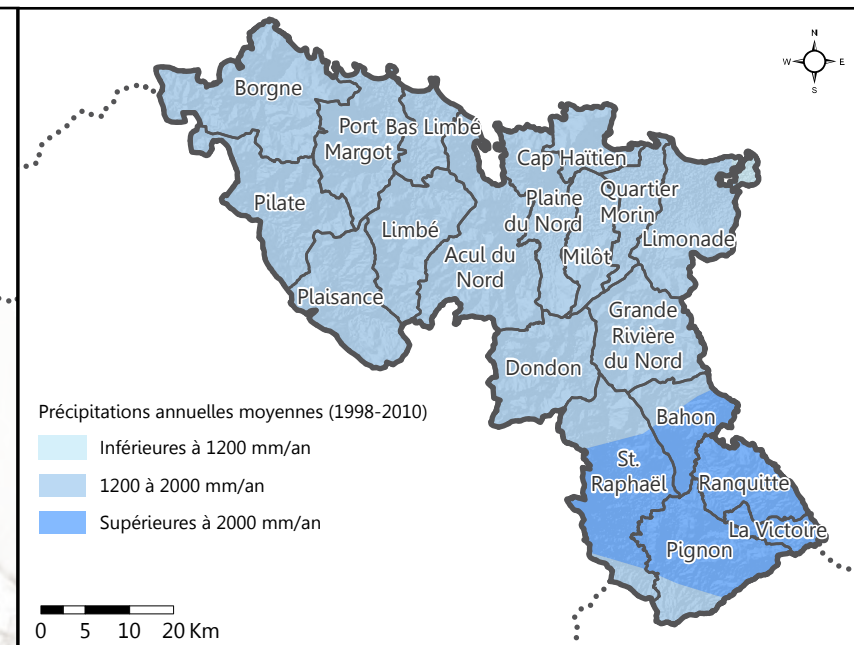 N
W
E
S
Borgne
Port
Margot
Bas Limbé
Cap Haïtien
Pilate
Limbé
Plaine
du Nord
Quartier
Morin
Acul du
Nord
Milôt
Limonade
Plaisance
Grande
Rivière
du Nord
Dondon
Bahon
St.
Raphaël
Ranquitte
La Victoire
Pignon
Précipitations annuelles moyennes (1998-2010)
Inférieures à 1200 mm/an
1200 à 2000 mm/an
Supérieures à 2000 mm/an
0 5 10 20 Km